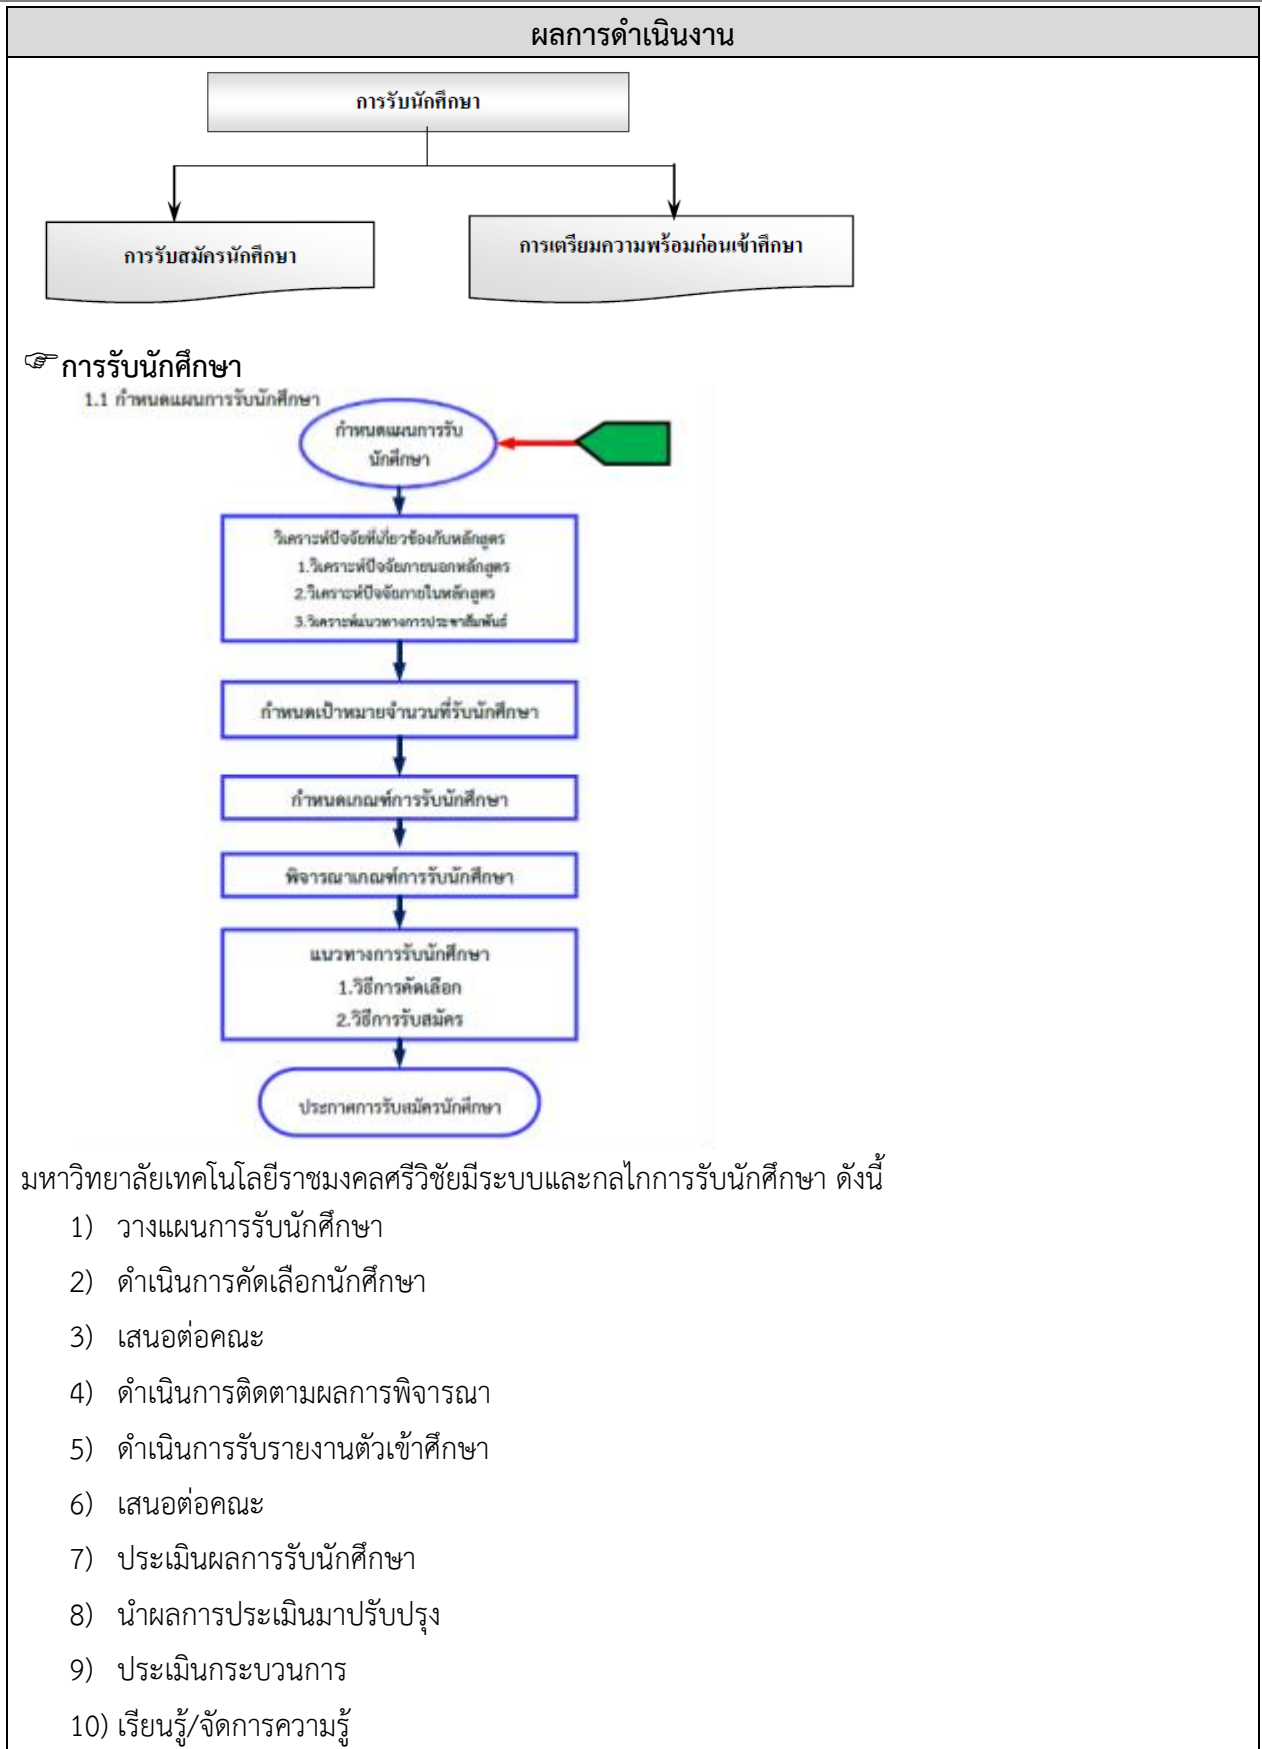 ผลการดำเนินงาน
การรับนักศึกษา
การรับสมัครนักศึกษา
การเตรียมความพร้อมก่อนเข้าศึกษา
การรับนักศึกษา
1.1 กำหนดแผนการรับนักศึกษา
กำหนดแผนการรับ
นักศึกษา
วิเคราะห์ปัจจัยที่เกี่ยวข้องกับหลักสูตร
1.วิเคราะห์ปัจจัยภายนอกหลักสูตร
2.วิเคราะห์ปัจจัยภายในหลักสูตร
3.วิเคราะห์แนวทางการประชาสัมพันธ์
กำหนดเป้าหมายจำนวนที่รับนักศึกษา
กำหนดเกณฑ์การรับนักศึกษา
พิจารณาเกณฑ์การรับนักศึกษา
แนวทางการรับนักศึกษา
1.วิธีการคัดเลือก
2.วิธีการรับสมัคร
ประกาศการรับสมัครนักศึกษา
มหาวิทยาลัยเทคโนโลยีราชมงคลศรีวิชัยมีระบบและกลไกการรับนักศึกษา ดังนี้
1) วางแผนการรับนักศึกษา
2) ดำเนินการคัดเลือกนักศึกษา
3) เสนอต่อคณะ
4) ดำเนินการติดตามผลการพิจารณา
5) ดำเนินการรับรายงานตัวเข้าศึกษา
6) เสนอต่อคณะ
7) ประเมินผลการรับนักศึกษา
8) นำผลการประเมินมาปรับปรุง
9) ประเมินกระบวนการ
10) เรียนรู้/จัดการความรู้